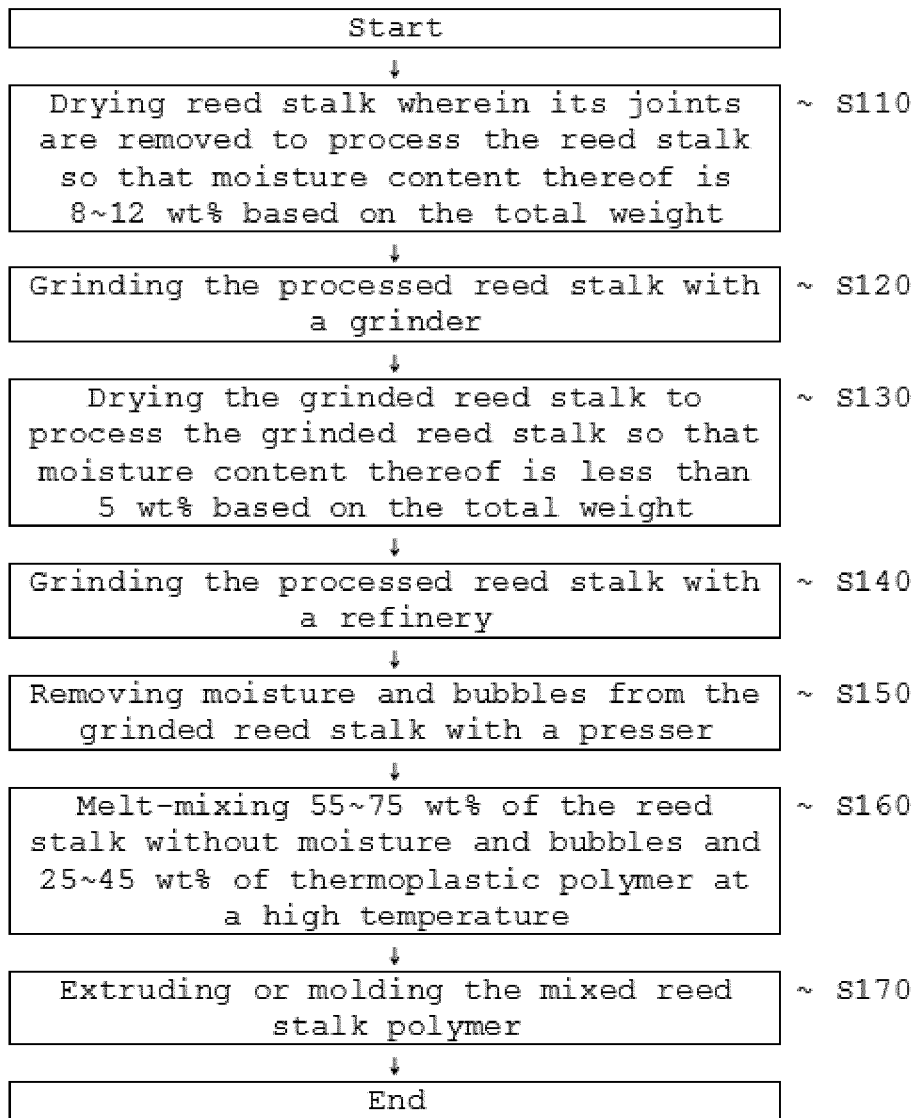 Start
↓
Drying reed stalk wherein its joints ~ S110
are removed to process the reed stalk
so that moisture content thereof is
8~12 wt% based on the total weight
↓
Grinding the processed reed stalk with ~ S120
a grinder
↓
Drying the grinded reed stalk to ~ S130
process the grinded reed stalk so that
moisture content thereof is less than
5 wt% based on the total weight
↓
Grinding the processed reed stalk with ~ S140
a refinery
↓
Removing moisture and bubbles from the ~ S150
grinded reed stalk with a presser
↓
Melt-mixing 55~75 wt% of the reed ~ S160
stalk without moisture and bubbles and
25~45 wt% of thermoplastic polymer at
a high temperature
↓
Extruding or molding the mixed reed ~ S170
stalk polymer
↓
End